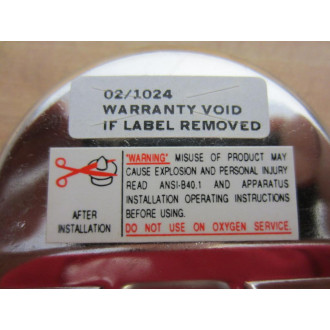 02/1024
WARRANTY VOID
IF LABEL REMOVED
"WARNING" MISUSE OF PRODUCT MAY
CAUSE EXPLOSION AND PERSONAL INJURY
READ ANSI-B40.1 AND APPARATUS
INSTALLATION OPERATING INSTRUCTIONS
BEFORE USING.
DO NOT USE ON OXYGEN SERVICE.
AFTER
INSTALLATION